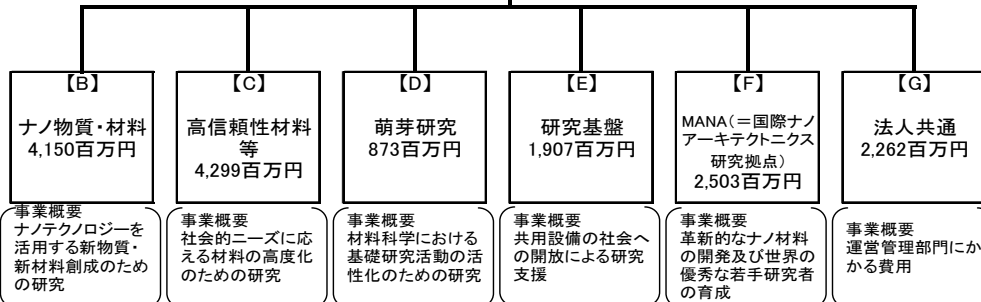 【B】
ナノ物質・材料
4,150百万円
事業概要
ナノテクノロジーを
活用する新物質・
新材料創成のため
の研究
【C】
高信頼性材料
等
4,299百万円
事業概要
社会的ニーズに応
える材料の高度化
のための研究
【D】
萌芽研究
873百万円
事業概要
材料科学における
基礎研究活動の活
性化のための研究
【E】
研究基盤
1,907百万円
事業概要
共用設備の社会へ
の開放による研究
支援
【F】
MANA(=国際ナノ
アーキテクトニクス
研究拠点)
2,503百万円
事業概要
革新的なナノ材料
の開発及び世界の
優秀な若手研究者
の育成
【G】
法人共通
2,262百万円
事業概要
運営管理部門にか
かる費用